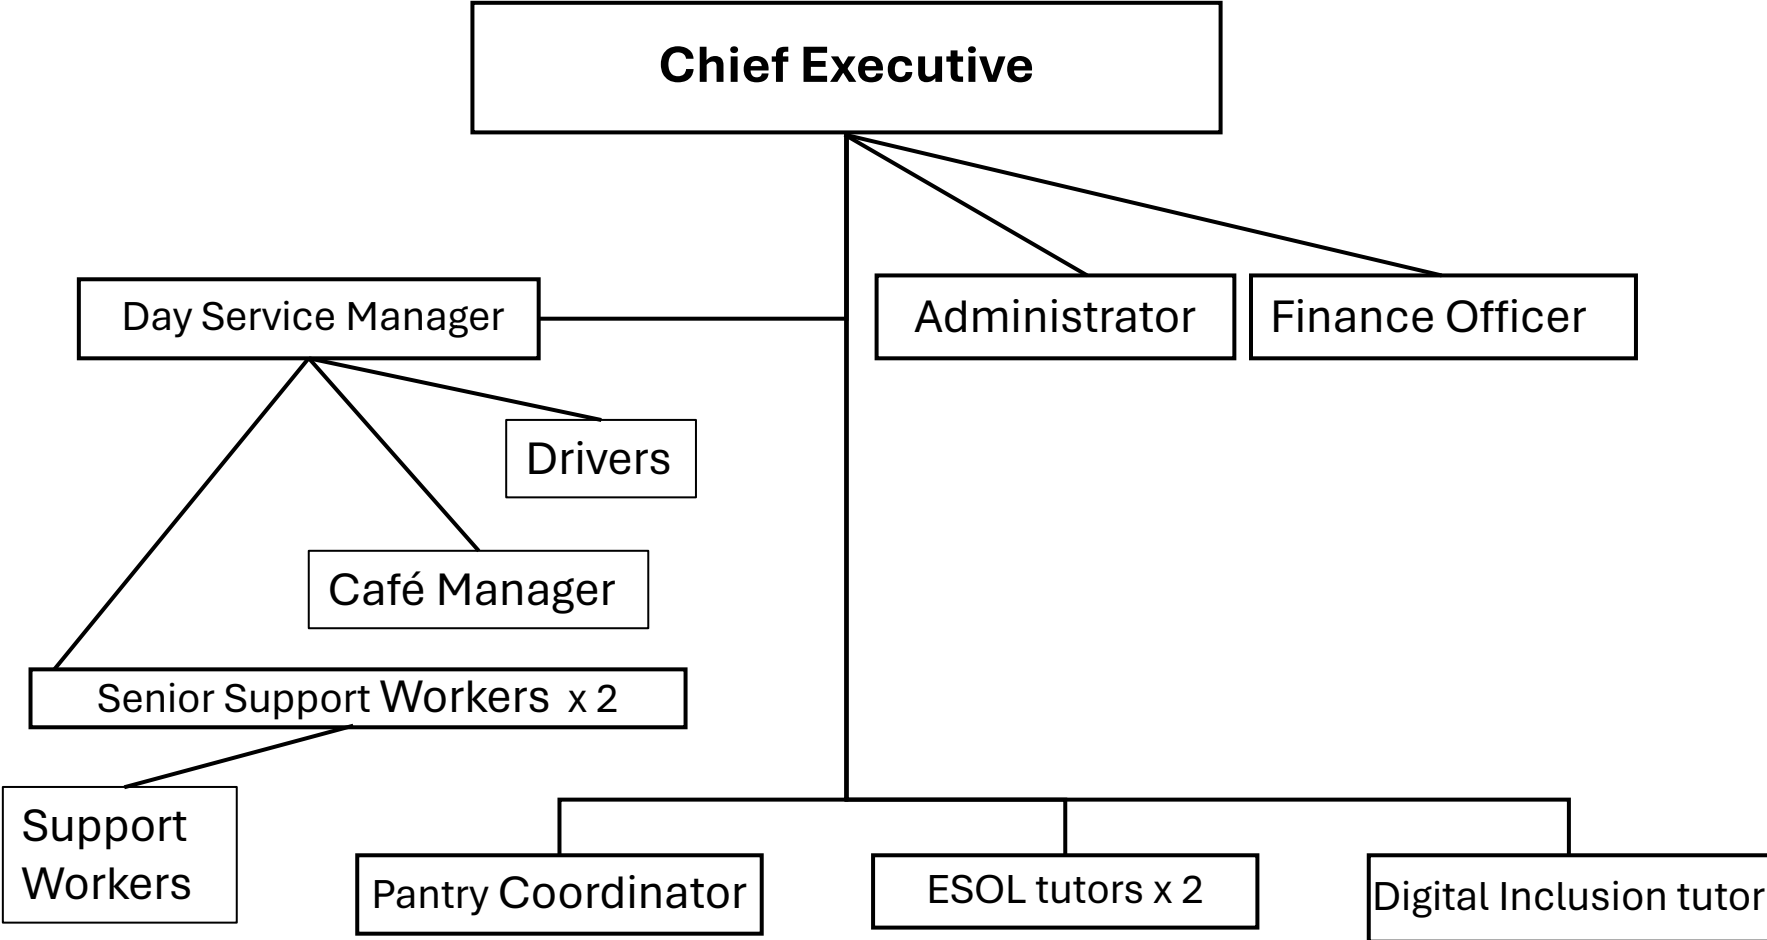 Chief Executive
Day Service Manager
Administrator
Finance Officer
Drivers
Café Manager
Senior Support Workers x 2
Support
Workers
Pantry Coordinator
ESOL tutors x 2
Digital Inclusion tutor